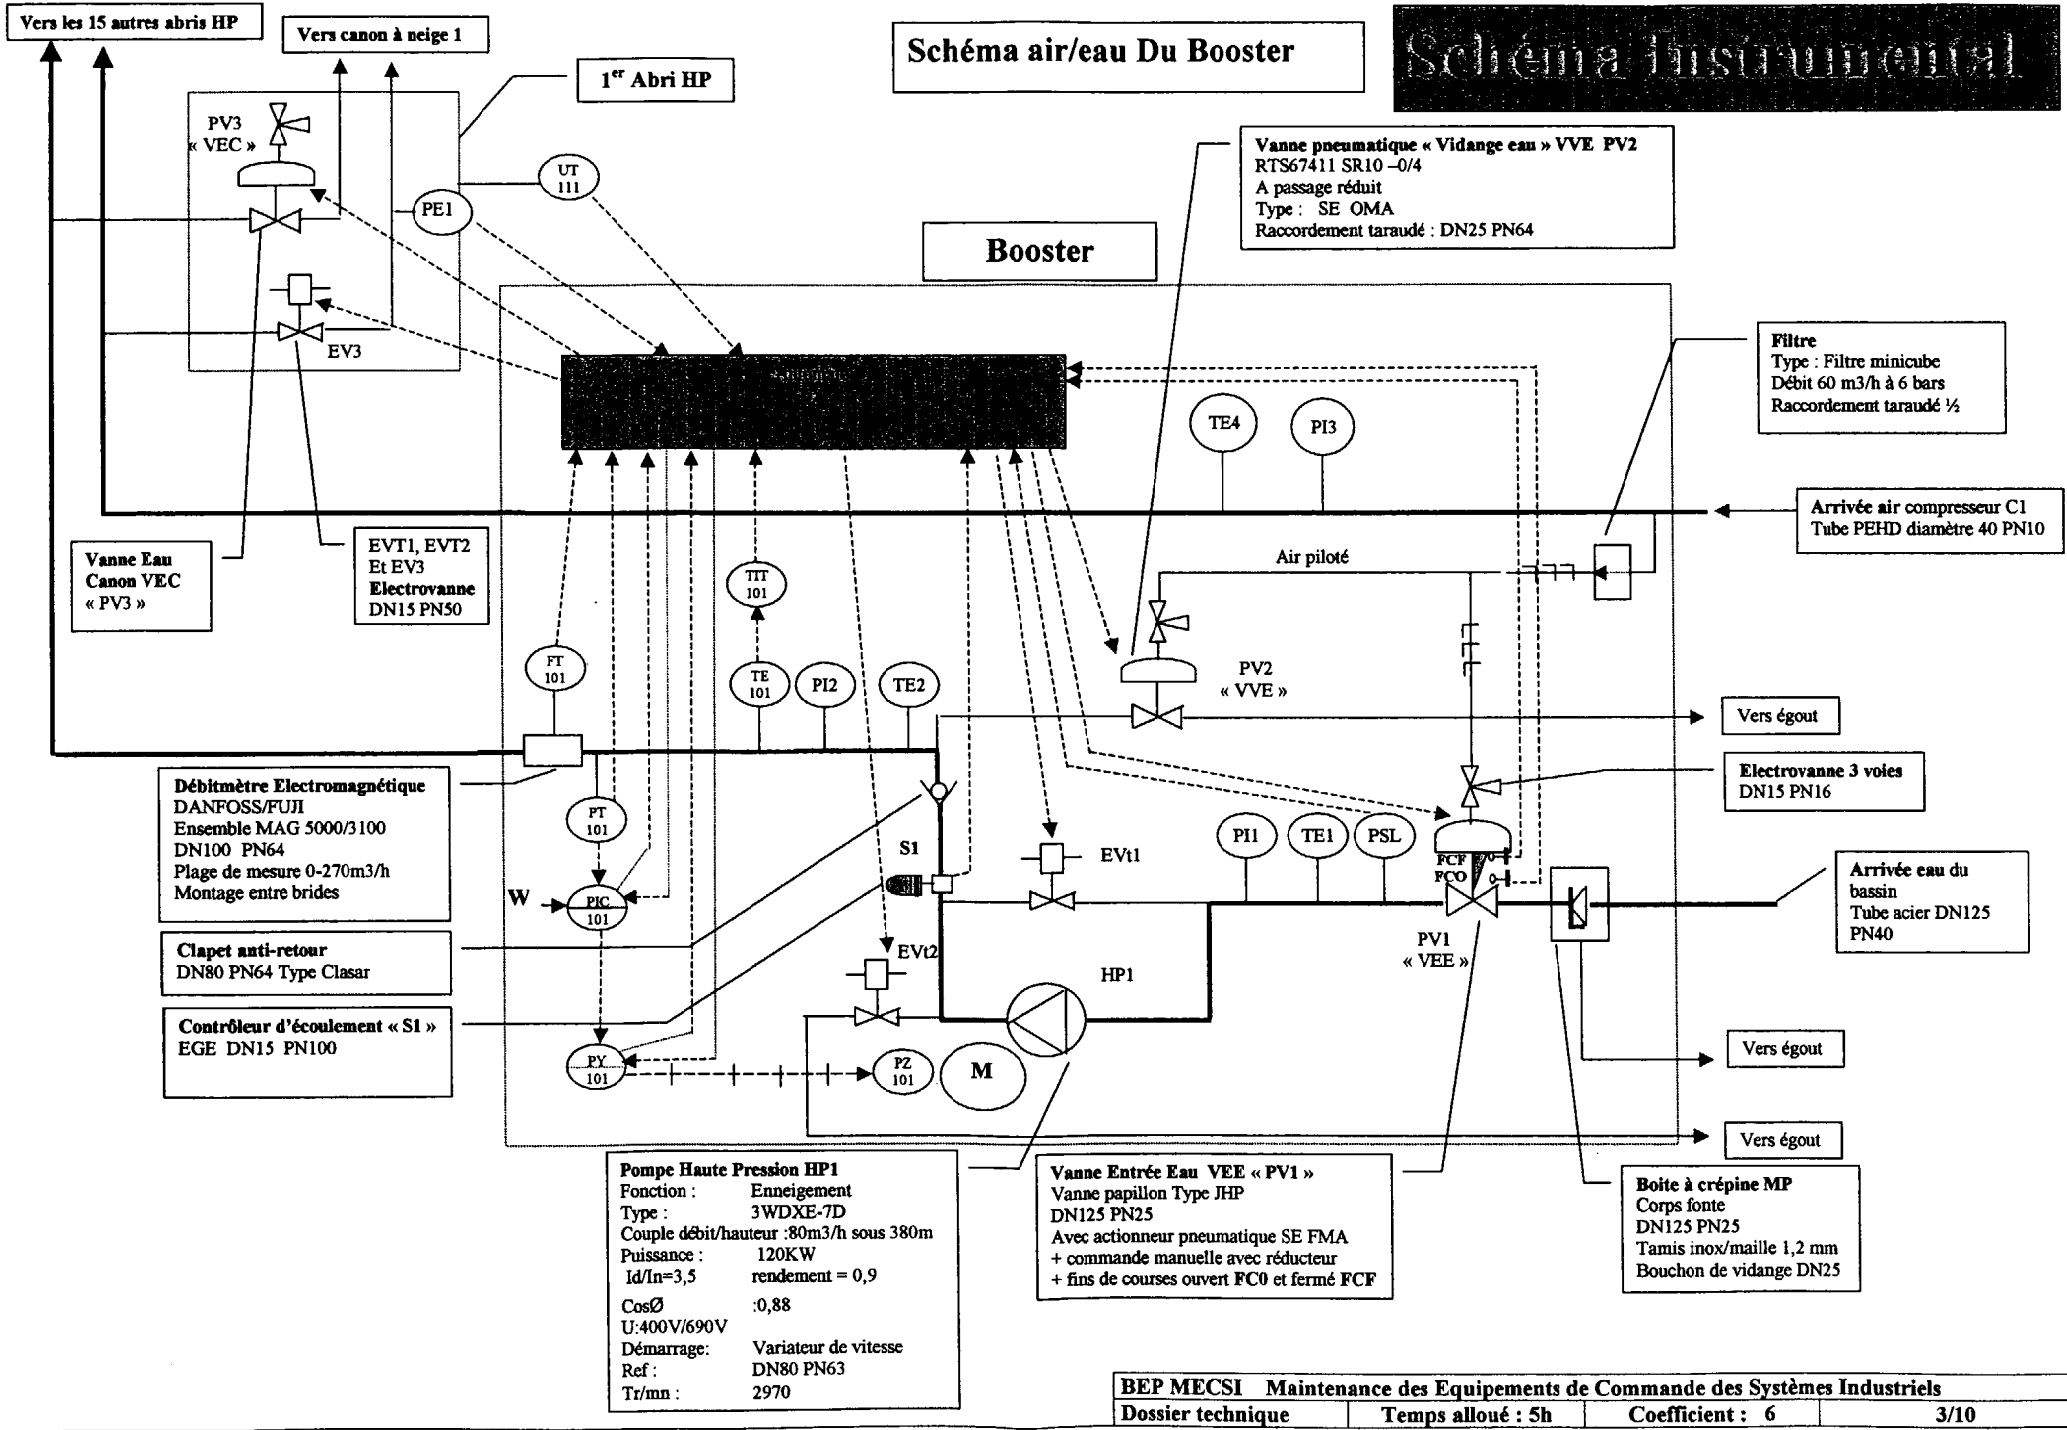 Vers les 15 autres abris HP
Vers canon à neige 1
Schéma air/eau Du Booster
Schéma Instrumental
1er Abri HP
PV3
« VEC »
UT
111
PE1
EV3
Vanne pneumatique « Vidange eau » VVE PV2
RTS67411 SR10 –0/4
A passage réduit
Type : SE OMA
Raccordement taraudé : DN25 PN64
Booster
Filtre
Type : Filtre minicube
Débit 60 m3/h à 6 bars
Raccordement taraudé ½
TE4
PI3
Arrivée air compresseur C1
Tube PEHD diamètre 40 PN10
Vanne Eau
Canon VEC
« PV3 »
EVT1, EVT2
Et EV3
Electrovanne
DN15 PN50
Air piloté
TIT
101
FT
101
TE
101
PI2
TE2
PV2
« VVE »
Vers égout
Débitmètre Electromagnétique
DANFOSS/FUJI
Ensemble MAG 5000/3100
DN100 PN64
Plage de mesure 0-270m3/h
Montage entre brides
PT
101
W
PIC
101
S1
EVt1
PI1
TE1
PSL
FCF
FCO
Electrovanne 3 voies
DN15 PN16
Arrivée eau du
bassin
Tube acier DN125
PN40
PV1
« VEE »
Clapet anti-retour
DN80 PN64 Type Clasar
EVt2
HP1
Contrôleur d'écoulement « S1 »
EGE DN15 PN100
PY
101
PZ
101
M
Vers égout
Vers égout
Pompe Haute Pression HP1
Fonction : Enneigement
Type : 3WDXE-7D
Couple débit/hauteur :80m3/h sous 380m
Puissance : 120KW
Id/In=3,5 rendement = 0,9
CosØ :0,88
U:400V/690V
Démarrage: Variateur de vitesse
Ref : DN80 PN63
Tr/mn : 2970
Vanne Entrée Eau VEE « PV1 »
Vanne papillon Type JHP
DN125 PN25
Avec actionneur pneumatique SE FMA
+ commande manuelle avec réducteur
+ fins de courses ouvert FC0 et fermé FCF
Boite à crépine MP
Corps fonte
DN125 PN25
Tamis inox/maille 1,2 mm
Bouchon de vidange DN25
BEP MECSI Maintenance des Equipements de Commande des Systèmes Industriels
Dossier technique Temps alloué : 5h Coefficient : 6 3/10